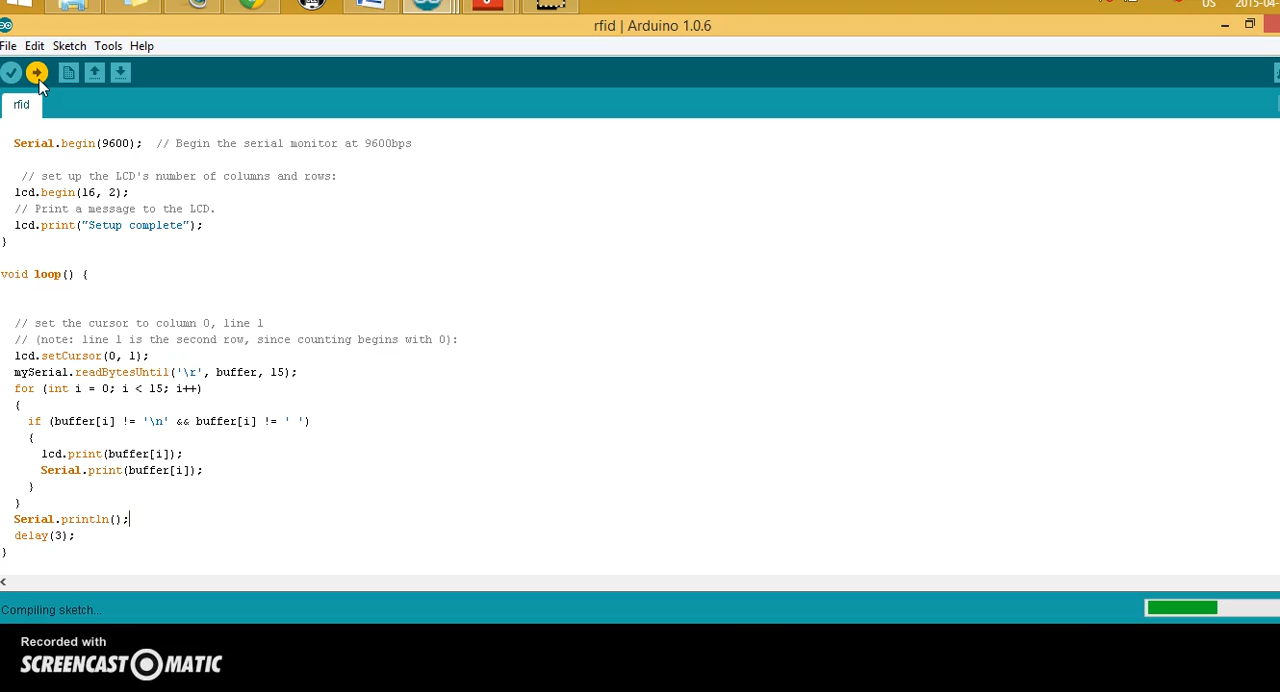 US 2015-04-
rfid | Arduino 1.0.6
File Edit Sketch Tools Help
rfid
Serial.begin(9600); // Begin the serial monitor at 9600bps
// set up the LCD's number of columns and rows:
lcd.begin(16, 2);
// Print a message to the LCD.
lcd.print("Setup complete");
}
void loop() {
// set the cursor to column 0, line 1
// (note: line 1 is the second row, since counting begins with 0):
lcd.setCursor(0, 1);
mySerial.readBytesUntil('\r', buffer, 15);
for (int i = 0; i < 15; i++)
{
if (buffer[i] != '\n' && buffer[i] != ' ')
{
lcd.print(buffer[i]);
Serial.print(buffer[i]);
}
}
Serial.println();
delay(3);
}
Compiling sketch...
Recorded with
SCREENCAST MATIC